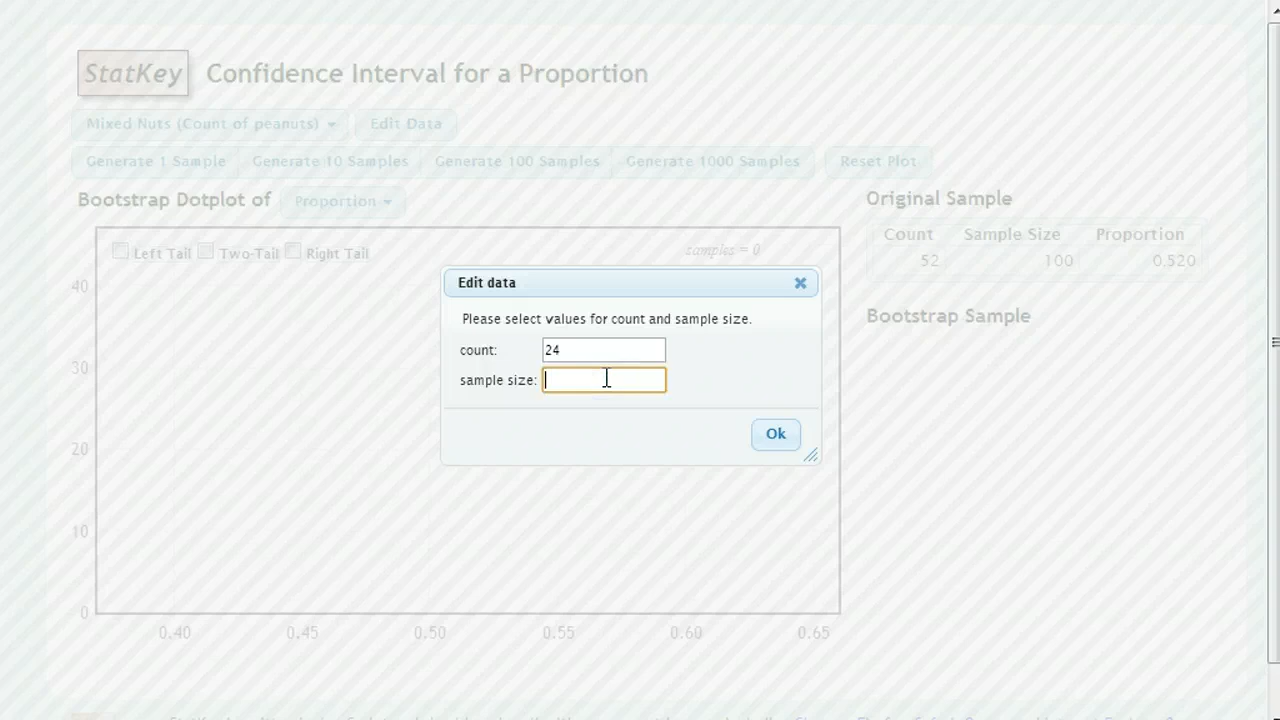 StatKey Confidence Interval for a Proportion
Mixed Nuts (Count of peanuts) Edit Data
Generate 1 Sample Generate 10 Samples Generate 100 Samples Generate 1000 Samples Reset Plot
Bootstrap Dotplot of Proportion
Original Sample
Left Tail Two-Tail Right Tail
samples = 0
Count Sample Size Proportion
52 100 0.520
Bootstrap Sample
Edit data
Please select values for count and sample size.
count: 24
sample size:
Ok
40
30
20
10
0
0.40 0.45 0.50 0.55 0.60 0.65